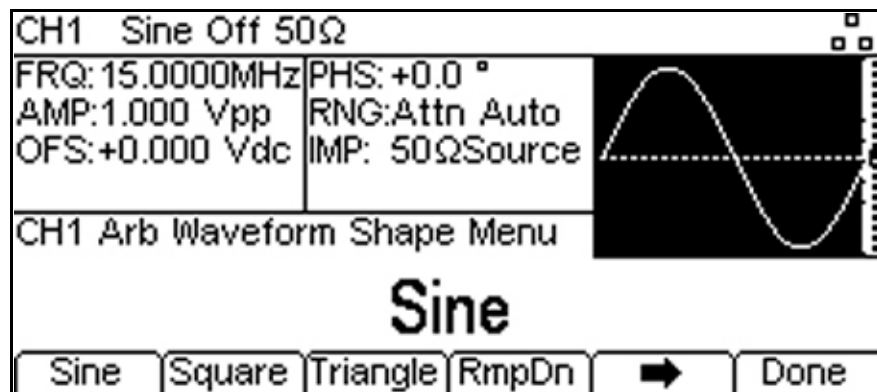 CH1 Sine Off 50Ω
FRQ:15.0000MHz PHS:+0.0 °
AMP:1.000 Vpp RNG:Attn Auto
OFS:+0.000 Vdc IMP: 50ΩSource
CH1 Arb Waveform Shape Menu
Sine
Sine Square Triangle RmpDn ➡ Done